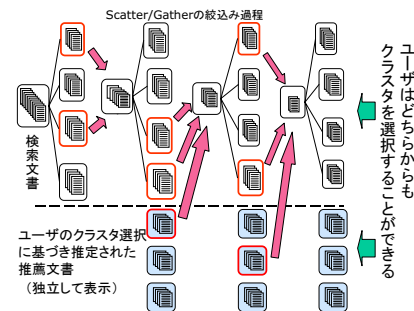 Scatter/Gatherの絞込み過程
検索文書
ユーザはどちらからも
クラスタを選択することができる
ユーザのクラスタ選択
に基づき推定された
推薦文書
（独立して表示）